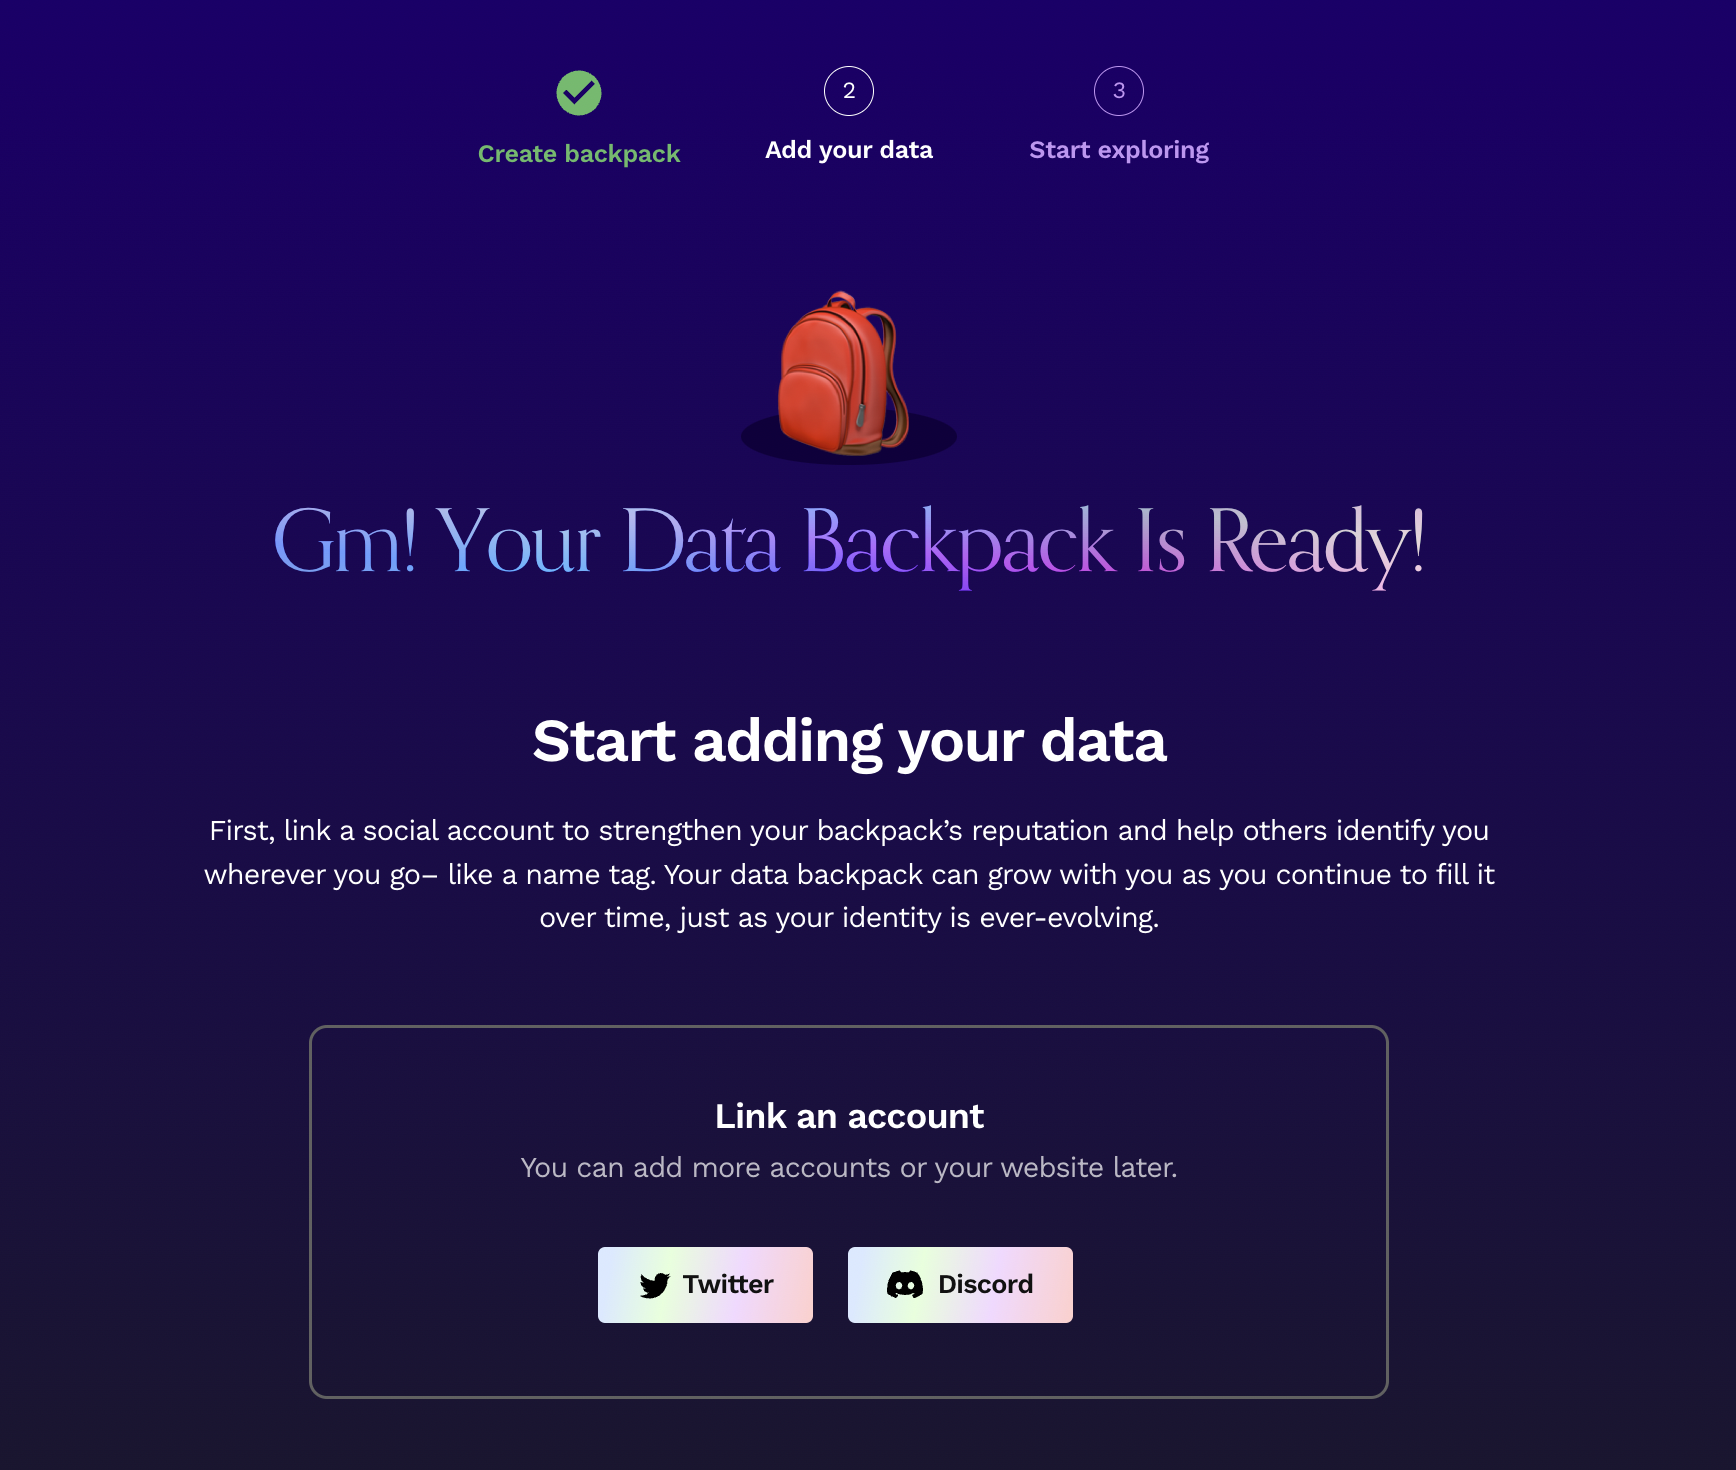 2
3
Create backpack
Add your data
Start exploring
Gm! Your Data Backpack Is Ready!
Start adding your data
First, link a social account to strengthen your backpack’s reputation and help others identify you
wherever you go– like a name tag. Your data backpack can grow with you as you continue to fill it
over time, just as your identity is ever-evolving.
Link an account
You can add more accounts or your website later.
Twitter
Discord